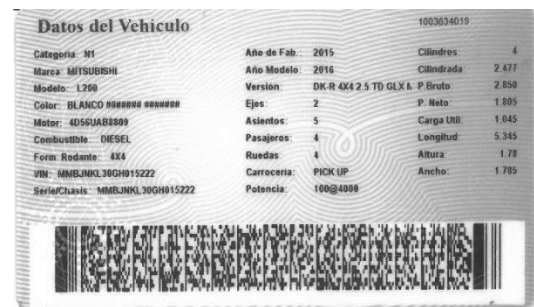 Datos del Vehiculo 1003634019
Categoria: N1 Año de Fab.: 2015 Cilindros: 4
Marca: MITSUBISHI Año Modelo: 2016 Cilindrada: 2.477
Modelo: L200 Version: DK-R 4X4 2.5 TD GLX P.Bruto: 2.850
Color: BLANCO ####### ####### Ejes: 2 P. Neto: 1.805
Motor: 4D56UAB8809 Asientos: 5 Carga Util: 1.045
Combustible: DIESEL Pasajeros: 4 Longitud: 5.345
Form. Rodante: 4X4 Ruedas: 4 Altura: 1.78
VIN: MMBJNKL30GH015222 Carroceria: PICK UP Ancho: 1.785
Serie/Chasis: MMBJNKL30GH015222 Potencia: 100@4000